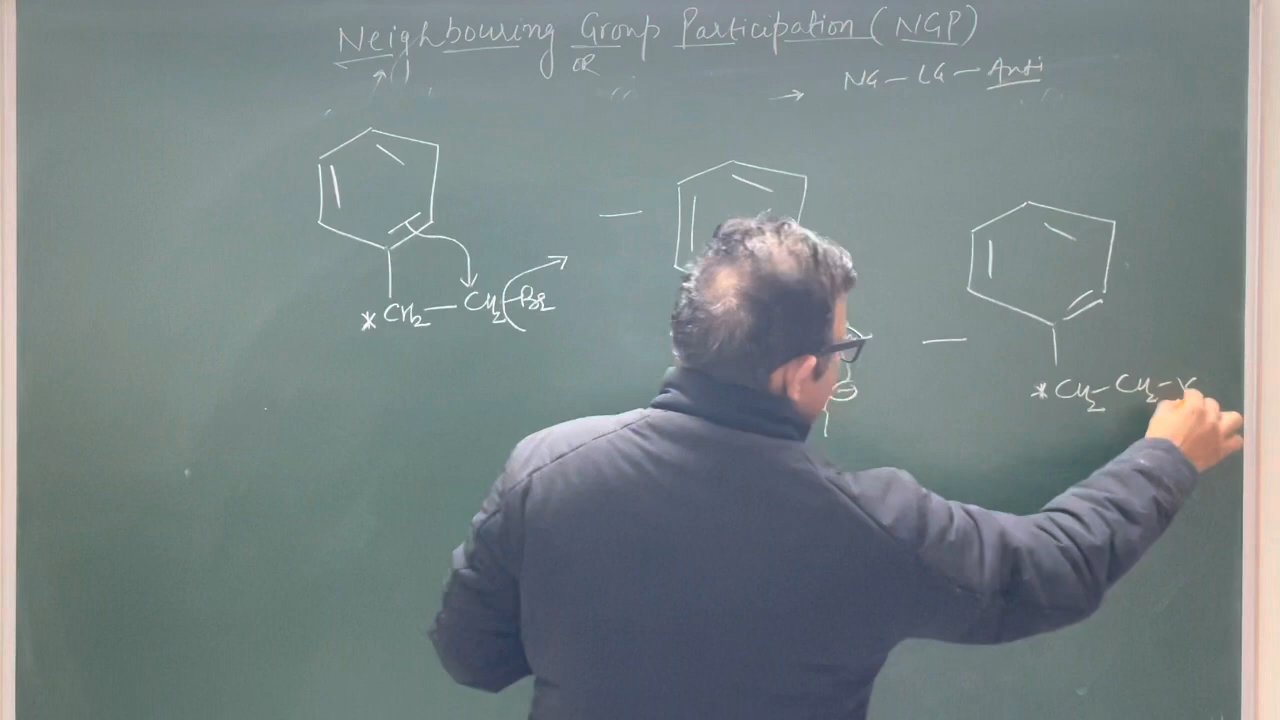 Neighbouring Group Participation (NGP)
OR
→ NG – LG – Anti
*CH2 – CH2 Br
*CH2 – CH2 –